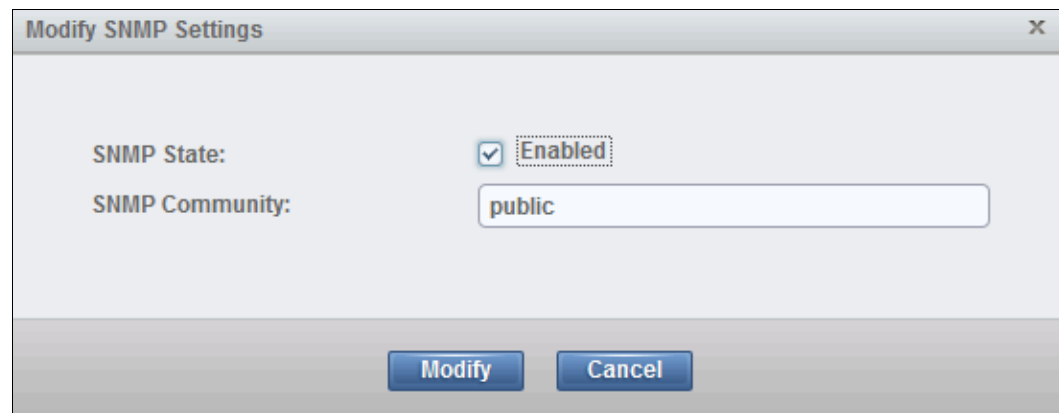 Modify SNMP Settings x
SNMP State: Enabled
SNMP Community: public
Modify Cancel